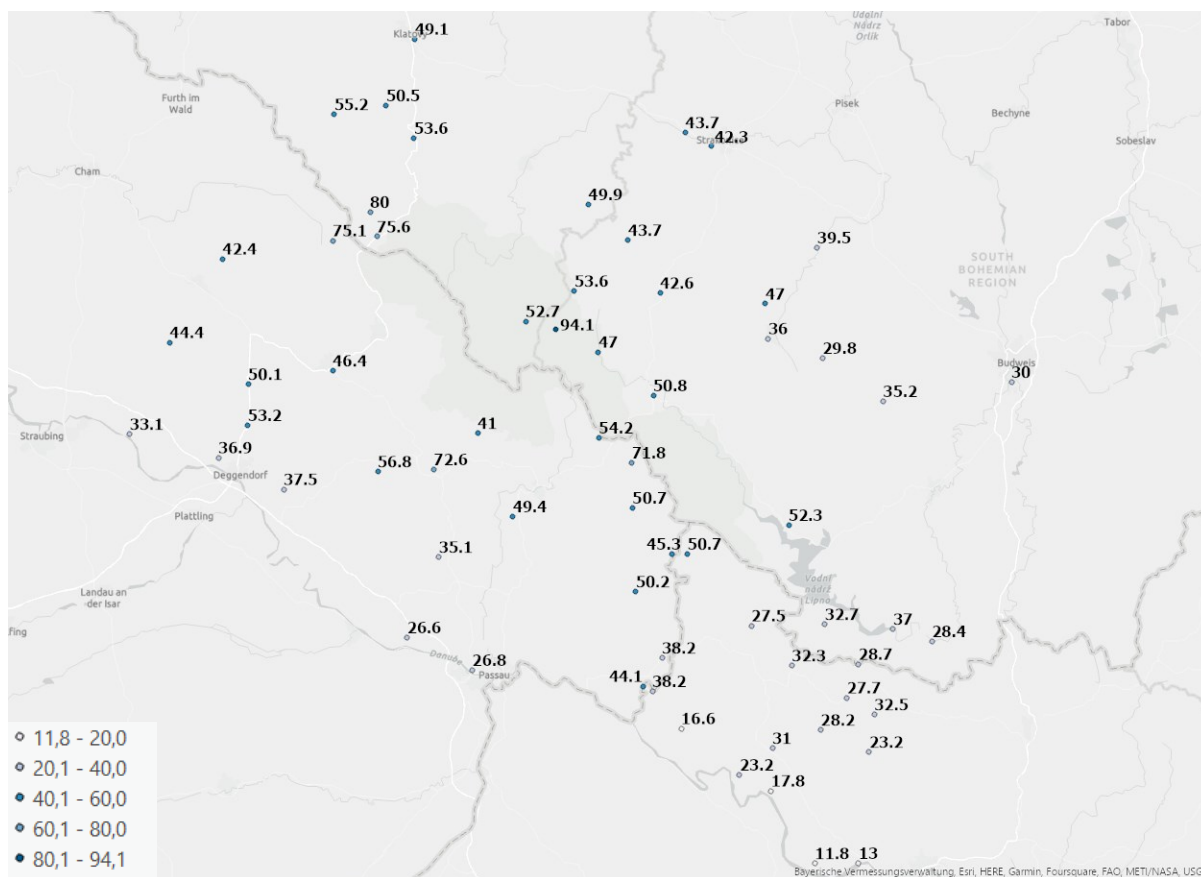 Udalni
Nádrz
Orlik
Tabor
49.1
Klatovy
Furth im
Wald
55.2
50.5
Pisek
Bechyne
53.6
43.7
42.3
Sobeslav
Cham
80
49.9
75.1
75.6
43.7
39.5
42.4
SOUTH
BOHEMIAN
REGION
53.6
42.6
47
52.7
94.1
44.4
36
47
29.8
46.4
Budweis
30
50.1
50.8
35.2
53.2
33.1
Straubing
41
54.2
36.9
Deggendorf
56.8
72.6
71.8
37.5
Plattling
49.4
50.7
52.3
35.1
45.3
50.7
Landau an
der Isar
50.2
Vodní
nádrz
Lipno
27.5
32.7
37
28.4
26.6
Danube
26.8
Passau
38.2
32.3
28.7
44.1
38.2
27.7
32.5
16.6
28.2
31
23.2
23.2
17.8
11.8
13
11,8 - 20,0
20,1 - 40,0
40,1 - 60,0
60,1 - 80,0
80,1 - 94,1
Bayerische Vermessungsverwaltung, Esri, HERE, Garmin, Foursquare, FAO, METI/NASA, USG